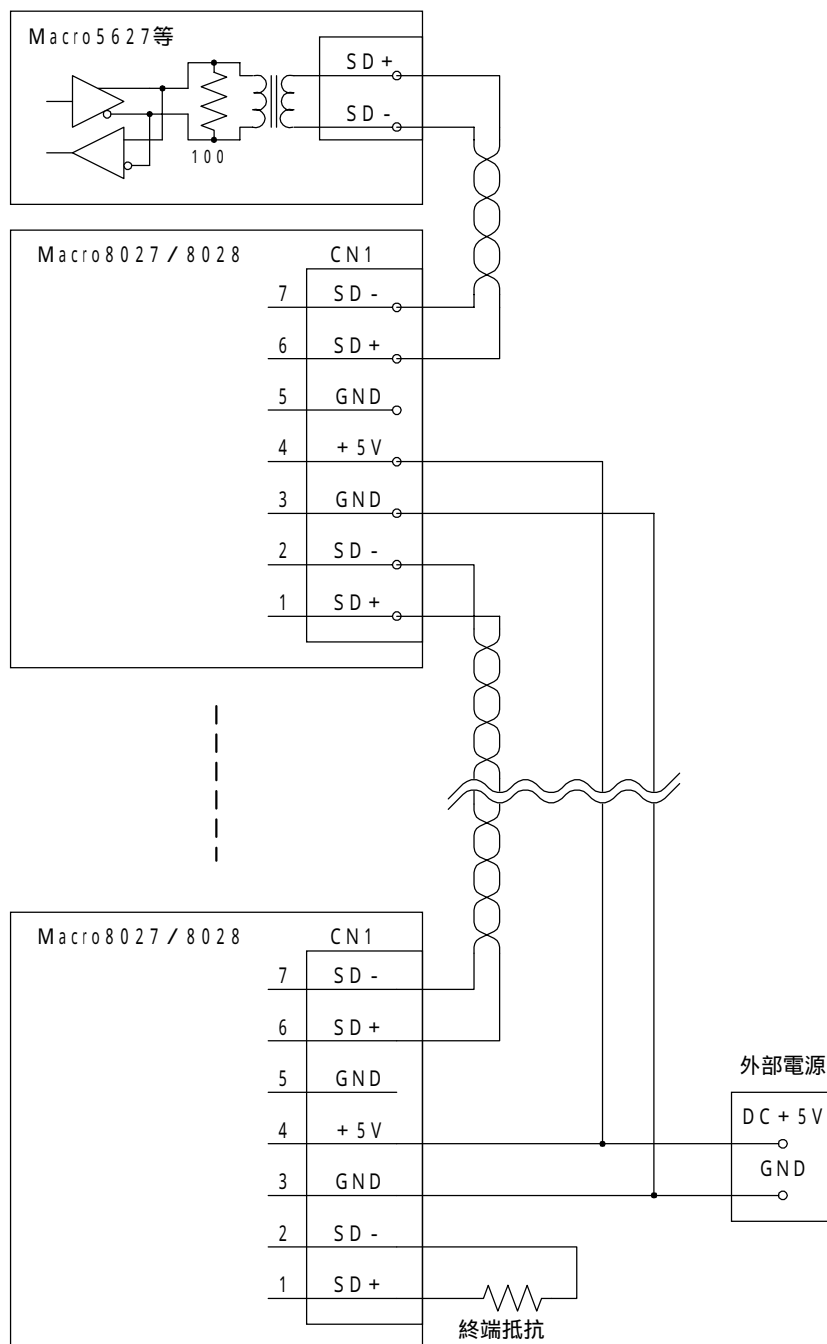 Macro5627等
SD+
SD-
100
Macro8027/8028
CN1
7 SD-
6 SD+
5 GND
4 +5V
3 GND
2 SD-
1 SD+
Macro8027/8028
CN1
7 SD-
6 SD+
5 GND
4 +5V
3 GND
2 SD-
1 SD+
外部電源
DC+5V
GND
終端抵抗